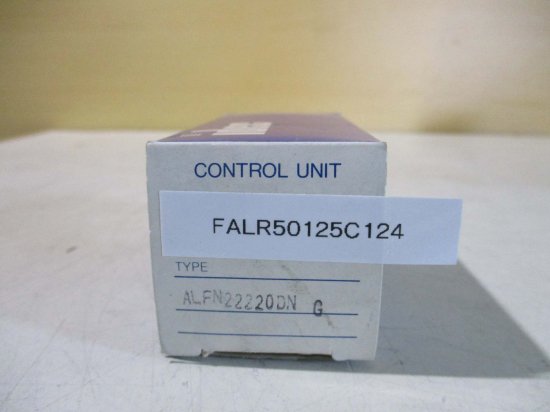 CONTROL UNIT
FALR50125C124
TYPE
ALFN22220DN G